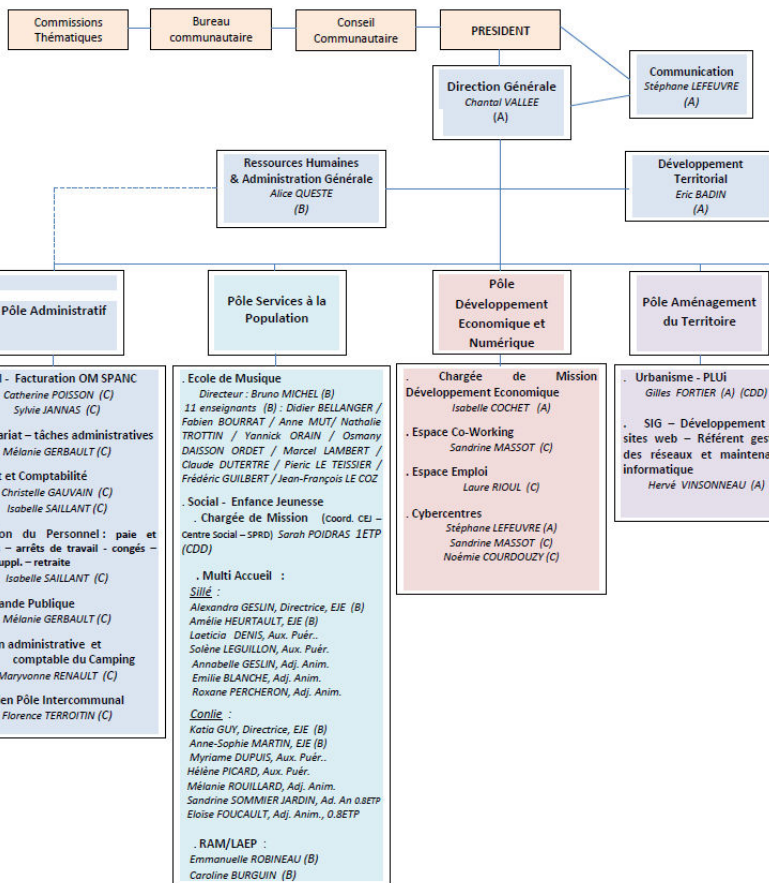 Commissions
Thématiques
Bureau
communautaire
Conseil
Communautaire
PRESIDENT
Direction Générale
Chantal VALLEE
(A)
Communication
Stéphane LEFEUVRE
(A)
Ressources Humaines
& Administration Générale
Alice QUESTE
(B)
Développement
Territorial
Eric BADIN
(A)
Pôle Administratif
Pôle Services à la
Population
Pôle
Développement
Economique et
Numérique
Pôle Aménagement
du Territoire
- Facturation OM SPANC
Catherine POISSON (C)
Sylvie JANNAS (C)
ariat – tâches administratives
Mélanie GERBAULT (C)
t et Comptabilité
Christelle GAUVAIN (C)
Isabelle SAILLANT (C)
ion du Personnel : paie et
– arrêts de travail - congés –
uppl. – retraite
Isabelle SAILLANT (C)
ande Publique
Mélanie GERBAULT (C)
n administrative et
comptable du Camping
Maryvonne RENAULT (C)
en Pôle Intercommunal
Florence TERROITIN (C)
. Ecole de Musique
Directeur : Bruno MICHEL (B)
11 enseignants (B) : Didier BELLANGER /
Fabien BOURRAT / Anne MUT/ Nathalie
TROTTIN / Yannick ORAIN / Osmany
DAISSON ORDET / Marcel LAMBERT /
Claude DUTERTRE / Pieric LE TEISSIER /
Frédéric GUILBERT / Jean-François LE COZ
. Social - Enfance Jeunesse
. Chargée de Mission (Coord. CEJ –
Centre Social – SPRD) Sarah POIDRAS 1ETP
(CDD)
. Multi Accueil :
Sillé :
Alexandra GESLIN, Directrice, EJE (B)
Amélie HEURTAULT, EJE (B)
Laeticia DENIS, Aux. Puér..
Solène LEGUILLON, Aux. Puér.
Annabelle GESLIN, Adj. Anim.
Emilie BLANCHE, Adj. Anim.
Roxane PERCHERON, Adj. Anim.
Conlie :
Katia GUY, Directrice, EJE (B)
Anne-Sophie MARTIN, EJE (B)
Myriame DUPUIS, Aux. Puér..
Hélène PICARD, Aux. Puér.
Mélanie ROUILLARD, Adj. Anim.
Sandrine SOMMIER JARDIN, Ad. An 0.8ETP
Eloïse FOUCAULT, Adj. Anim., 0.8ETP
. RAM/LAEP :
Emmanuelle ROBINEAU (B)
Caroline BURGUIN (B)
. Chargée de Mission
Développement Economique
Isabelle COCHET (A)
. Espace Co-Working
Sandrine MASSOT (C)
. Espace Emploi
Laure RIOUL (C)
. Cybercentres
Stéphane LEFEUVRE (A)
Sandrine MASSOT (C)
Noémie COURDOUZY (C)
. Urbanisme - PLUi
Gilles FORTIER (A) (CDD)
. SIG – Développement
sites web – Référent gest
des réseaux et maintena
informatique
Hervé VINSONNEAU (A)